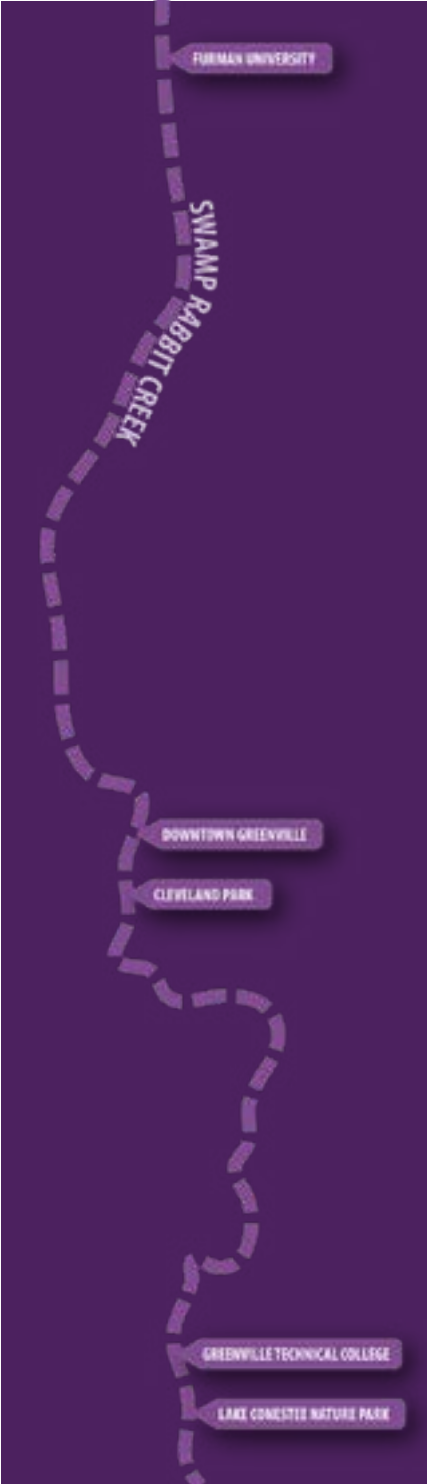 FURMAN UNIVERSITY
SWAMP RABBIT CREEK
DOWNTOWN GREENVILLE
CLEVELAND PARK
GREENVILLE TECHNICAL COLLEGE
LAKE CONESTEE NATURE PARK